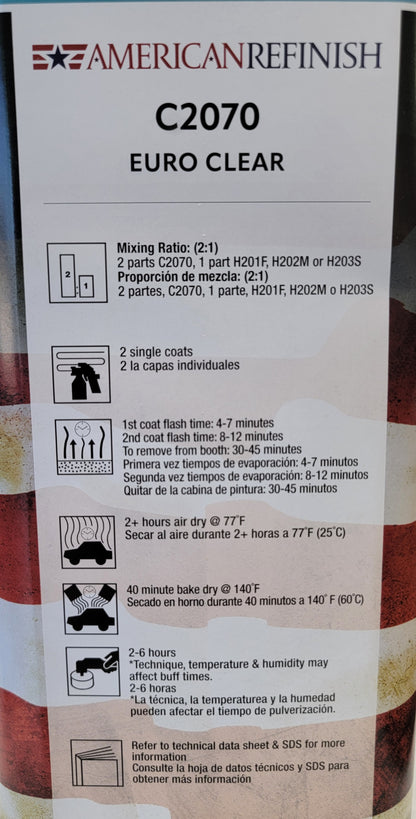 AMERICANREFINISH
C2070
EURO CLEAR
Mixing Ratio: (2:1)
2 parts C2070, 1 part H201F, H202M or H203S
Proporción de mezcla: (2:1)
2 partes, C2070, 1 parte, H201F, H202M o H203S
2 : 1
2 single coats
2 la capas individuales
1st coat flash time: 4-7 minutes
2nd coat flash time: 8-12 minutes
To remove from booth: 30-45 minutes
Primera vez tiempos de evaporación: 4-7 minutos
Segunda vez tiempos de evaporación: 8-12 minutos
Quitar de la cabina de pintura: 30-45 minutos
2+ hours air dry @ 77°F
Secar al aire durante 2+ horas a 77°F (25°C)
40 minute bake dry @ 140°F
Secado en horno durante 40 minutos a 140° F (60°C)
2-6 hours
*Technique, temperature & humidity may
affect buff times.
2-6 horas
*La técnica, la temperaturea y la humedad
pueden afectar el tiempo de pulverización.
Refer to technical data sheet & SDS for more
information
Consulte la hoja de datos técnicos y SDS para
obtener más información